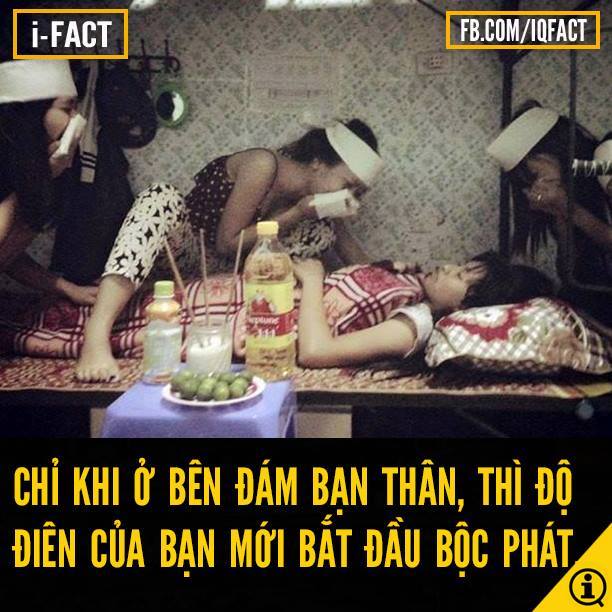 i-FACT
FB.COM/IQFACT
Neptune
CHỈ KHI Ở BÊN ĐÁM BẠN THÂN, THÌ ĐỘ
ĐIÊN CỦA BẠN MỚI BẮT ĐẦU BỘC PHÁT